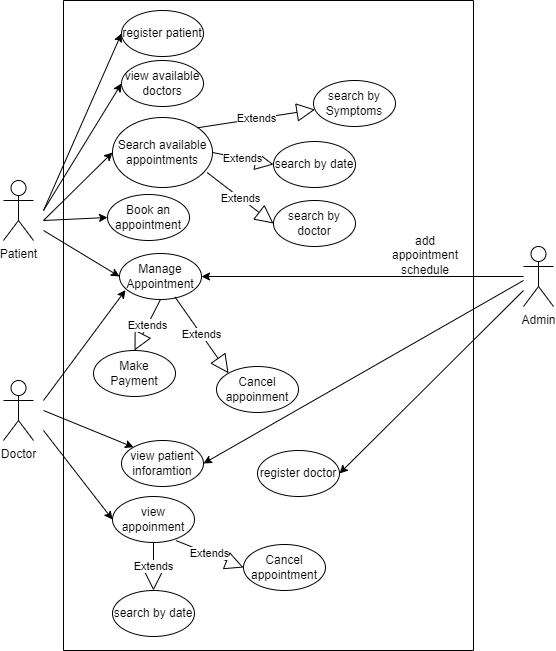 register patient
view available
doctors
search by
Symptoms
Extends
Search available
appointments
Extends
search by date
Extends
Book an
appointment
search by
doctor
Patient
add
appointment
schedule
Manage
Appointment
Admin
Extends
Extends
Make
Payment
Cancel
appoinment
Doctor
view patient
inforamtion
register doctor
view
appoinment
Extends
Extends
Cancel
appointment
search by date